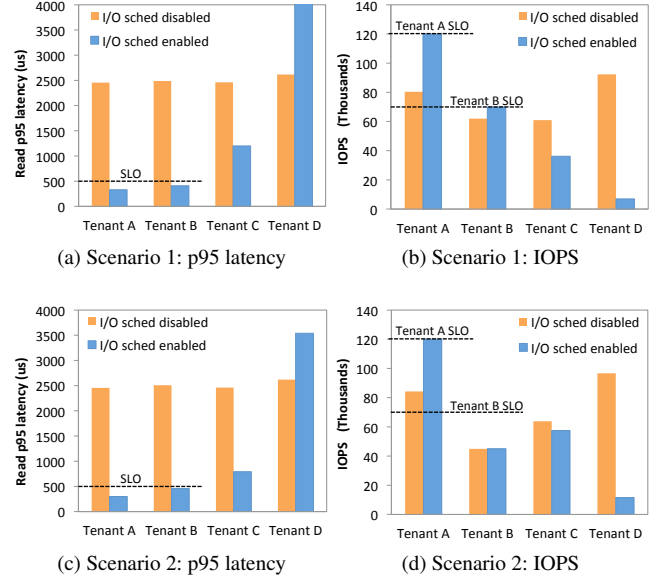 I/O sched disabled
I/O sched enabled
Read p95 latency (us)
4000
3500
3000
2500
2000
1500
1000
500
0
SLO
Tenant A Tenant B Tenant C Tenant D
(a) Scenario 1: p95 latency
Tenant A SLO
I/O sched disabled
I/O sched enabled
Tenant B SLO
IOPS (Thousands)
140
120
100
80
60
40
20
0
Tenant A Tenant B Tenant C Tenant D
(b) Scenario 1: IOPS
I/O sched disabled
I/O sched enabled
Read p95 latency (us)
4000
3500
3000
2500
2000
1500
1000
500
0
SLO
Tenant A Tenant B Tenant C Tenant D
(c) Scenario 2: p95 latency
I/O sched disabled
Tenant A SLO
I/O sched enabled
Tenant B SLO
IOPS (Thousands)
140
120
100
80
60
40
20
0
Tenant A Tenant B Tenant C Tenant D
(d) Scenario 2: IOPS